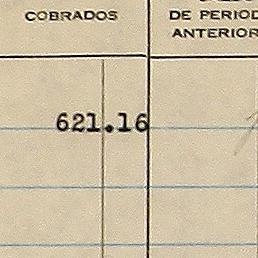 COBRADOS
DE PERIOD
ANTERIOR
621.16